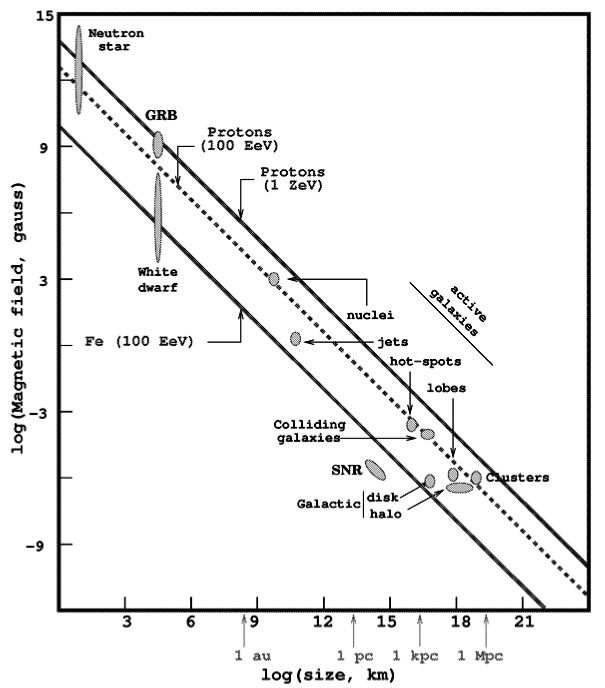 15
Neutron
star
GRB
9
Protons
(100 EeV)
Protons
(1 ZeV)
log(Magnetic field, gauss)
White
dwarf
3
nuclei
active
galaxies
Fe (100 EeV)
jets
hot-spots
lobes
-3
Colliding
galaxies
SNR
Clusters
Galactic
disk
halo
-9
3 6 9 12 15 18 21
1 au 1 pc 1 kpc 1 Mpc
log(size, km)